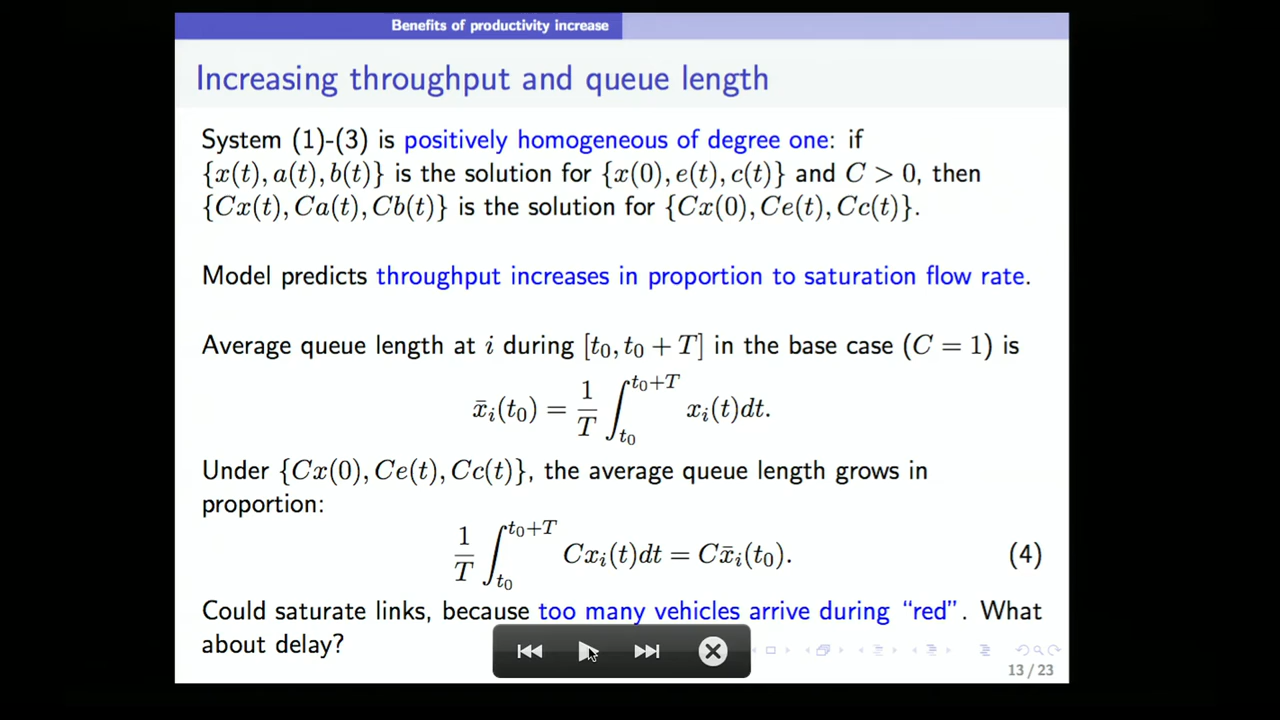 Benefits of productivity increase
Increasing throughput and queue length
System (1)-(3) is positively homogeneous of degree one: if
{x(t), a(t), b(t)} is the solution for {x(0), e(t), c(t)} and C > 0, then
{Cx(t), Ca(t), Cb(t)} is the solution for {Cx(0), Ce(t), Cc(t)}.
Model predicts throughput increases in proportion to saturation flow rate.
Average queue length at i during [t₀, t₀ + T] in the base case (C = 1) is
x̄ᵢ(t₀) = 1/T ∫_{t₀}^{t₀+T} xᵢ(t)dt.
Under {Cx(0), Ce(t), Cc(t)}, the average queue length grows in
proportion:
1/T ∫_{t₀}^{t₀+T} Cxᵢ(t)dt = Cx̄ᵢ(t₀). (4)
Could saturate links, because too many vehicles arrive during “red”. What
about delay?
13 / 23